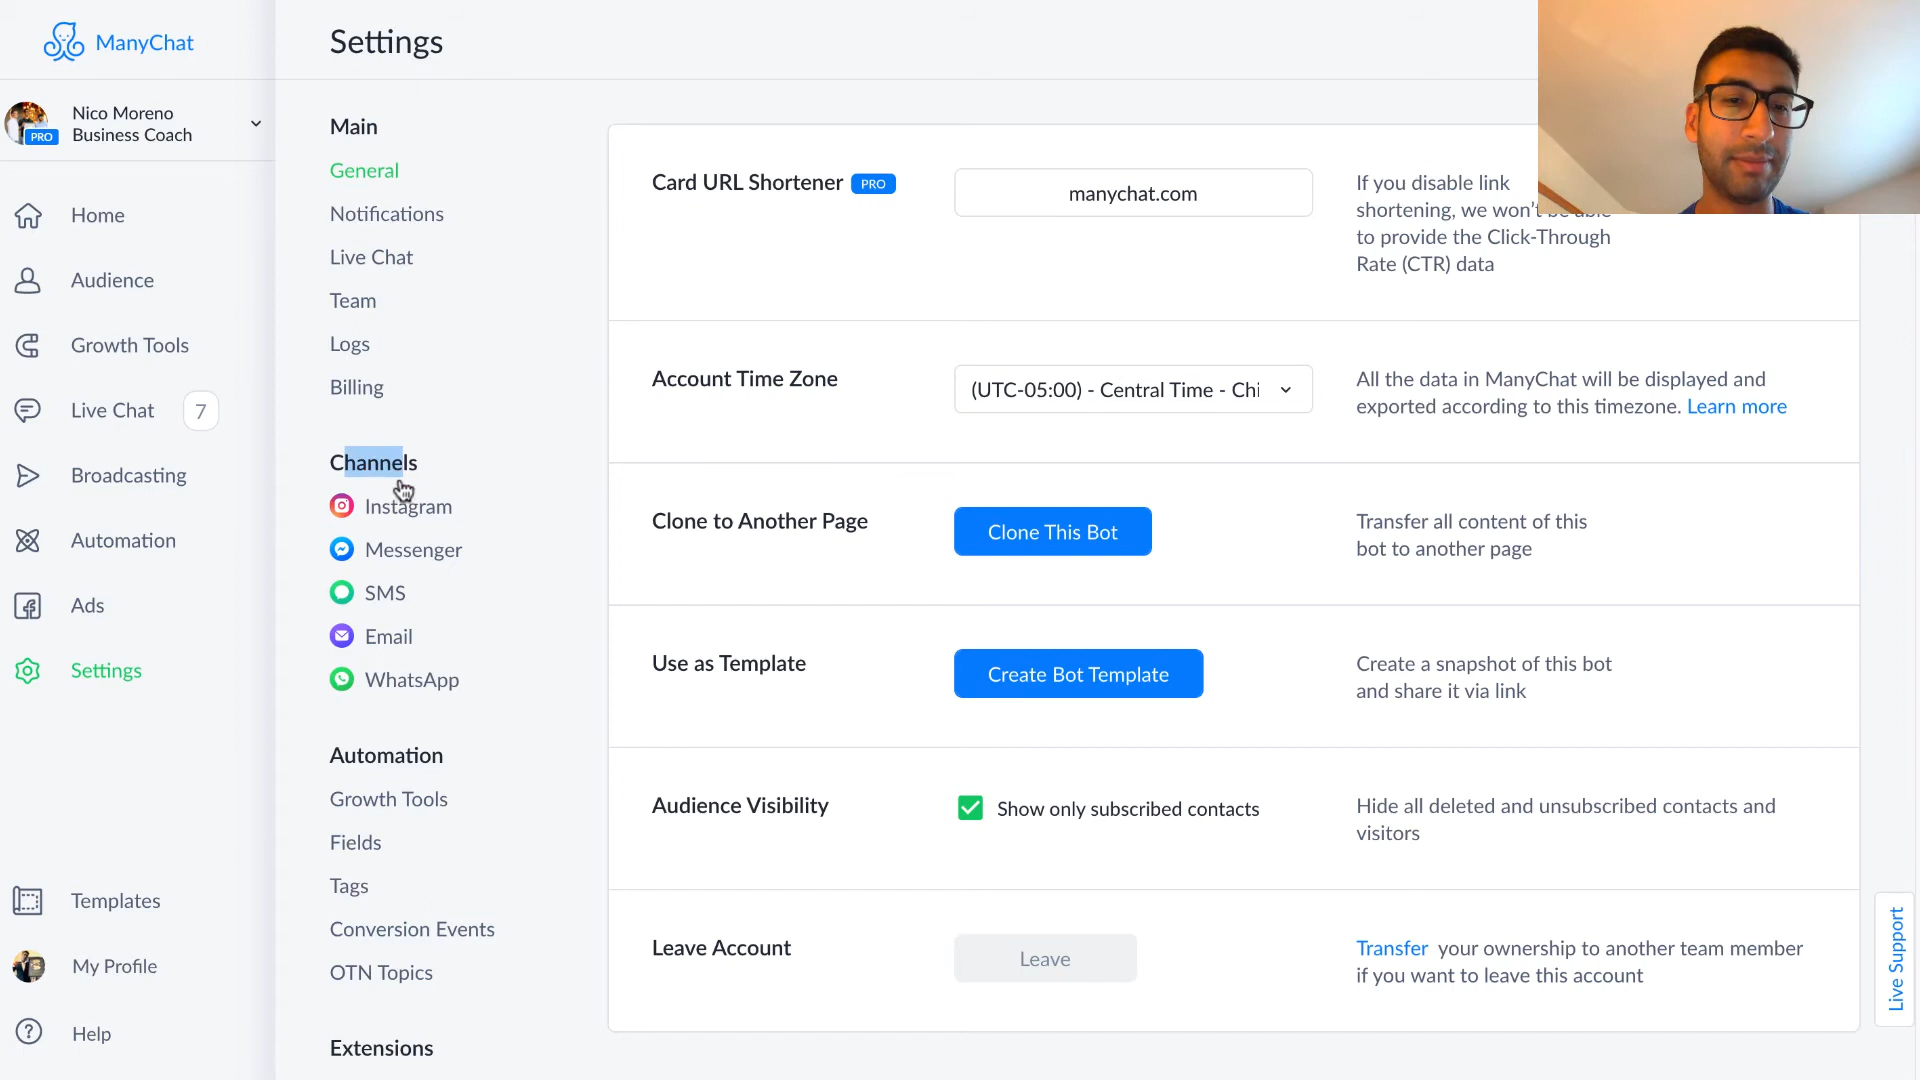 ManyChat
Settings
Nico Moreno
Business Coach
PRO
Home
Audience
Growth Tools
Live Chat
7
Broadcasting
Automation
Ads
Settings
Templates
My Profile
Help
Main
General
Notifications
Live Chat
Team
Logs
Billing
Channels
Instagram
Messenger
SMS
Email
WhatsApp
Automation
Growth Tools
Fields
Tags
Conversion Events
OTN Topics
Extensions
Card URL Shortener PRO
manychat.com
If you disable link
shortening, we won't be able
to provide the Click-Through
Rate (CTR) data
Account Time Zone
(UTC-05:00) - Central Time - Chi
All the data in ManyChat will be displayed and
exported according to this timezone. Learn more
Clone to Another Page
Clone This Bot
Transfer all content of this
bot to another page
Use as Template
Create Bot Template
Create a snapshot of this bot
and share it via link
Audience Visibility
Show only subscribed contacts
Hide all deleted and unsubscribed contacts and
visitors
Leave Account
Leave
Transfer your ownership to another team member
if you want to leave this account
Live Support